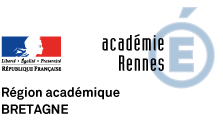 académie
Rennes
É
Liberté • Égalité • Fraternité
RÉPUBLIQUE FRANÇAISE
Région académique
BRETAGNE